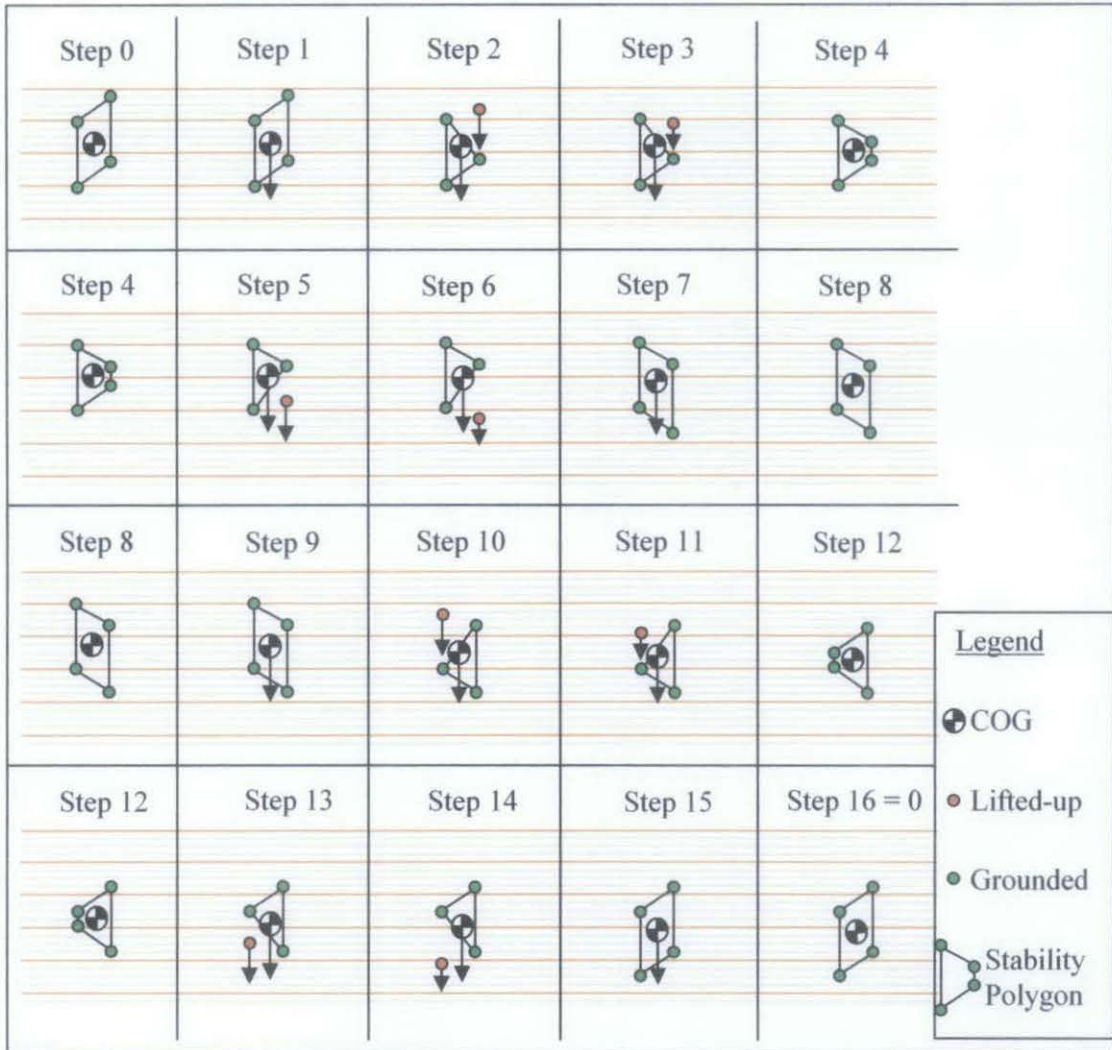 Step 0
Step 1
Step 2
Step 3
Step 4
Step 4
Step 5
Step 6
Step 7
Step 8
Step 8
Step 9
Step 10
Step 11
Step 12
Step 12
Step 13
Step 14
Step 15
Step 16 = 0
Legend
COG
Lifted-up
Grounded
Stability
Polygon